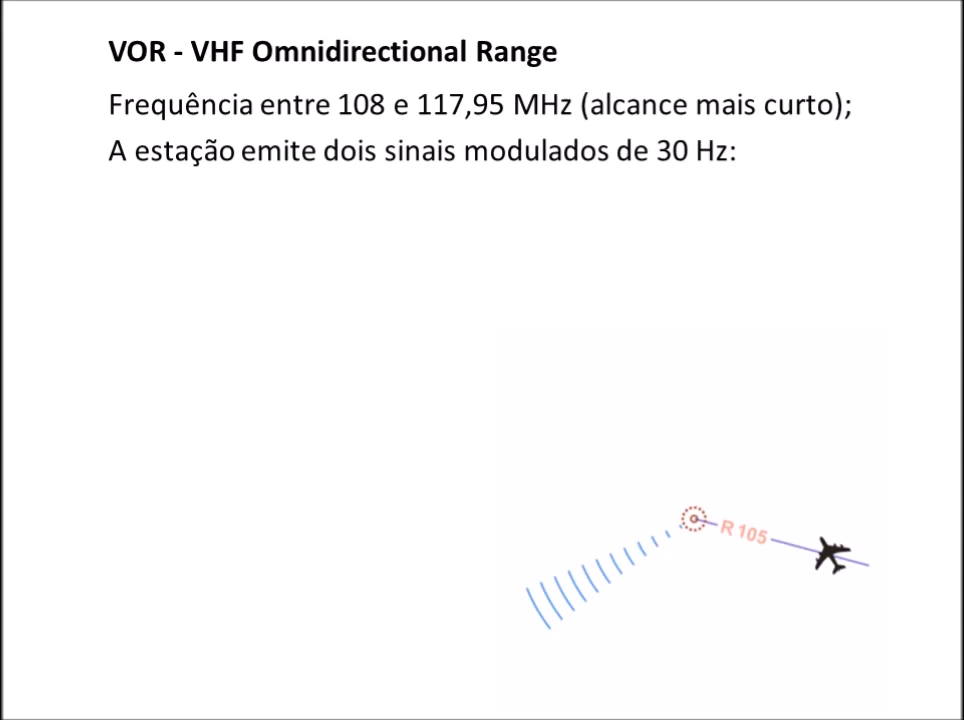 VOR - VHF Omnidirectional Range
Frequência entre 108 e 117,95 MHz (alcance mais curto);
A estação emite dois sinais modulados de 30 Hz:
R 105